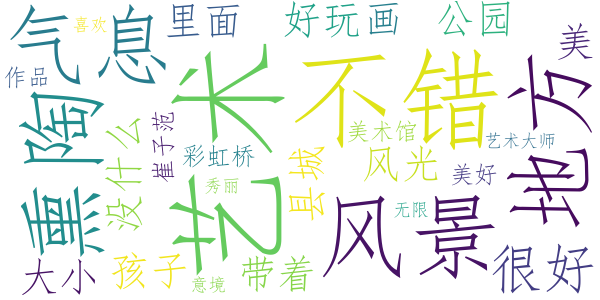 喜欢
气息
里面
好玩
画
公园
美
作品
艺术
不错
地方
熏陶
没什么
崔子范
彩虹桥
美术馆
艺术大师
县城
风光
美好
秀丽
风景
无限
很好
大小
孩子
意境
带着